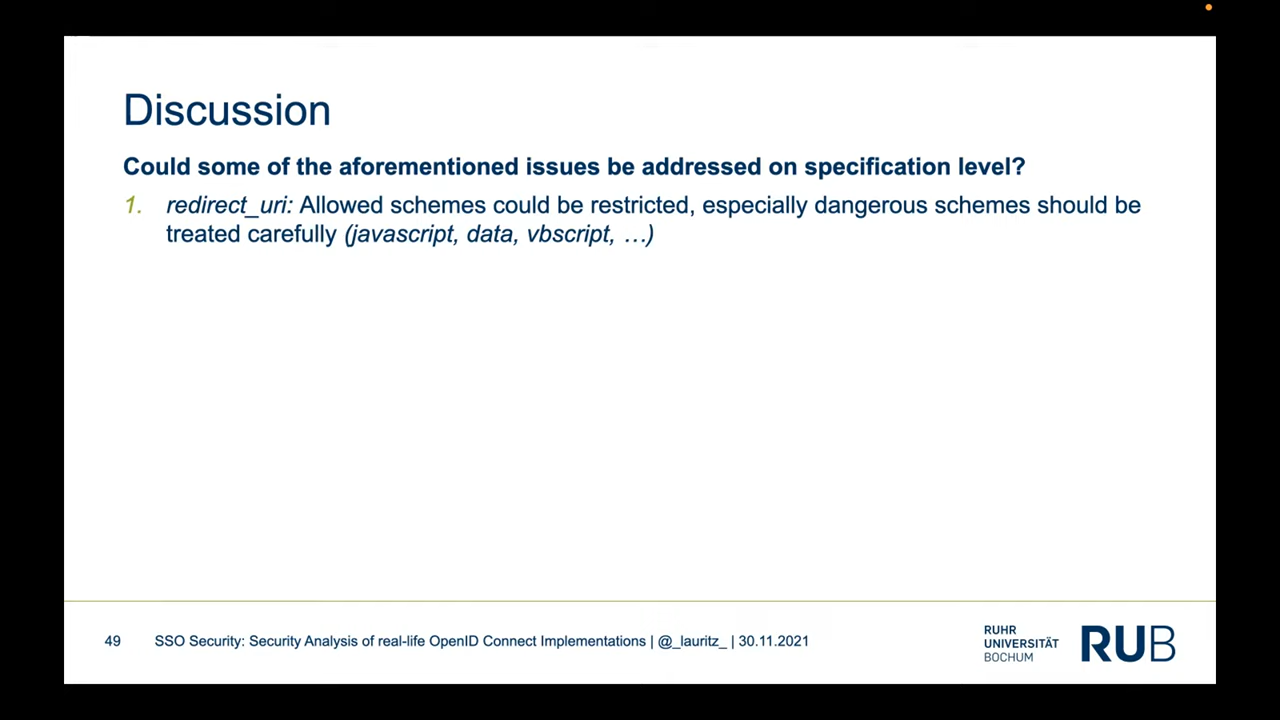 Discussion
Could some of the aforementioned issues be addressed on specification level?
1. redirect_uri: Allowed schemes could be restricted, especially dangerous schemes should be
treated carefully (javascript, data, vbscript, …)
49 SSO Security: Security Analysis of real-life OpenID Connect Implementations | @_lauritz_ | 30.11.2021
RUHR
UNIVERSITÄT
BOCHUM
RUB